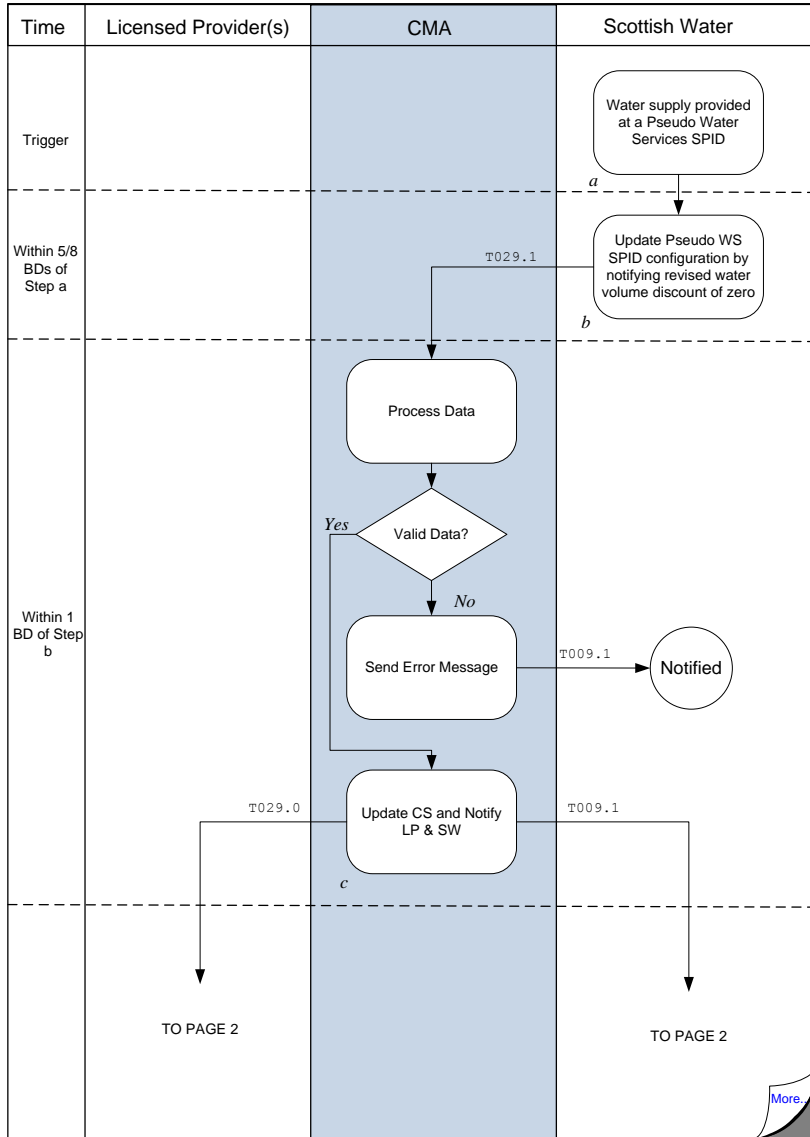 Time
Licensed Provider(s)
CMA
Scottish Water
Trigger
Water supply provided
at a Pseudo Water
Services SPID
a
Within 5/8
BDs of
Step a
T029.1
Update Pseudo WS
SPID configuration by
notifying revised water
volume discount of zero
b
Process Data
Yes
Valid Data?
No
Within 1
BD of Step
b
Send Error Message
T009.1
Notified
T029.0
Update CS and Notify
LP & SW
T009.1
c
TO PAGE 2
TO PAGE 2
More..